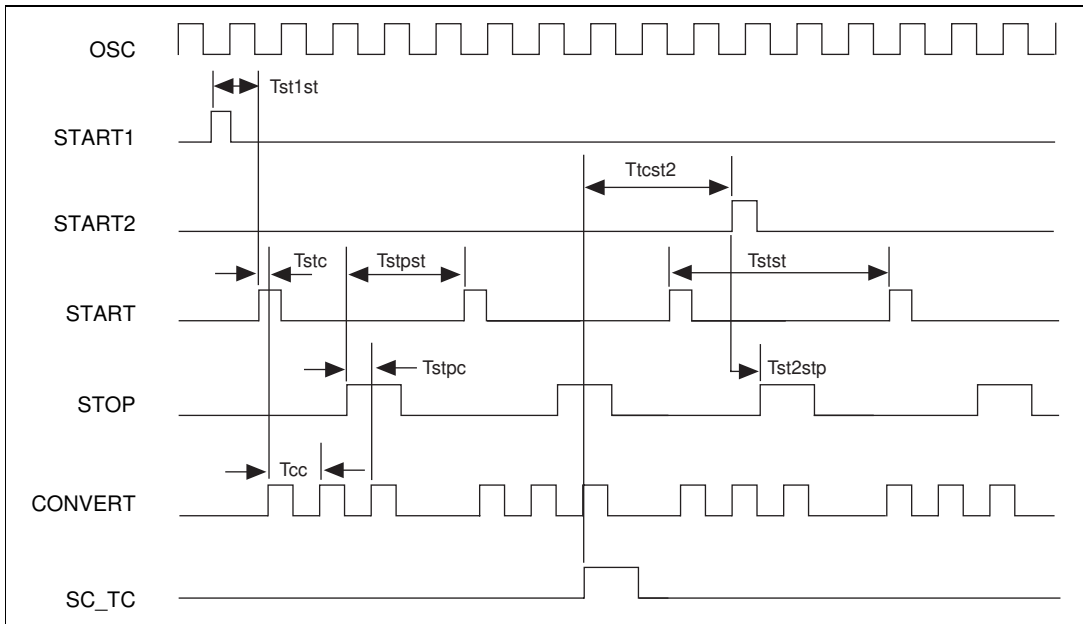 OSC
Tst1st
START1
Ttcst2
START2
Tstc
Tstpst
Tstst
START
Tstpc
Tst2stp
STOP
Tcc
CONVERT
SC_TC